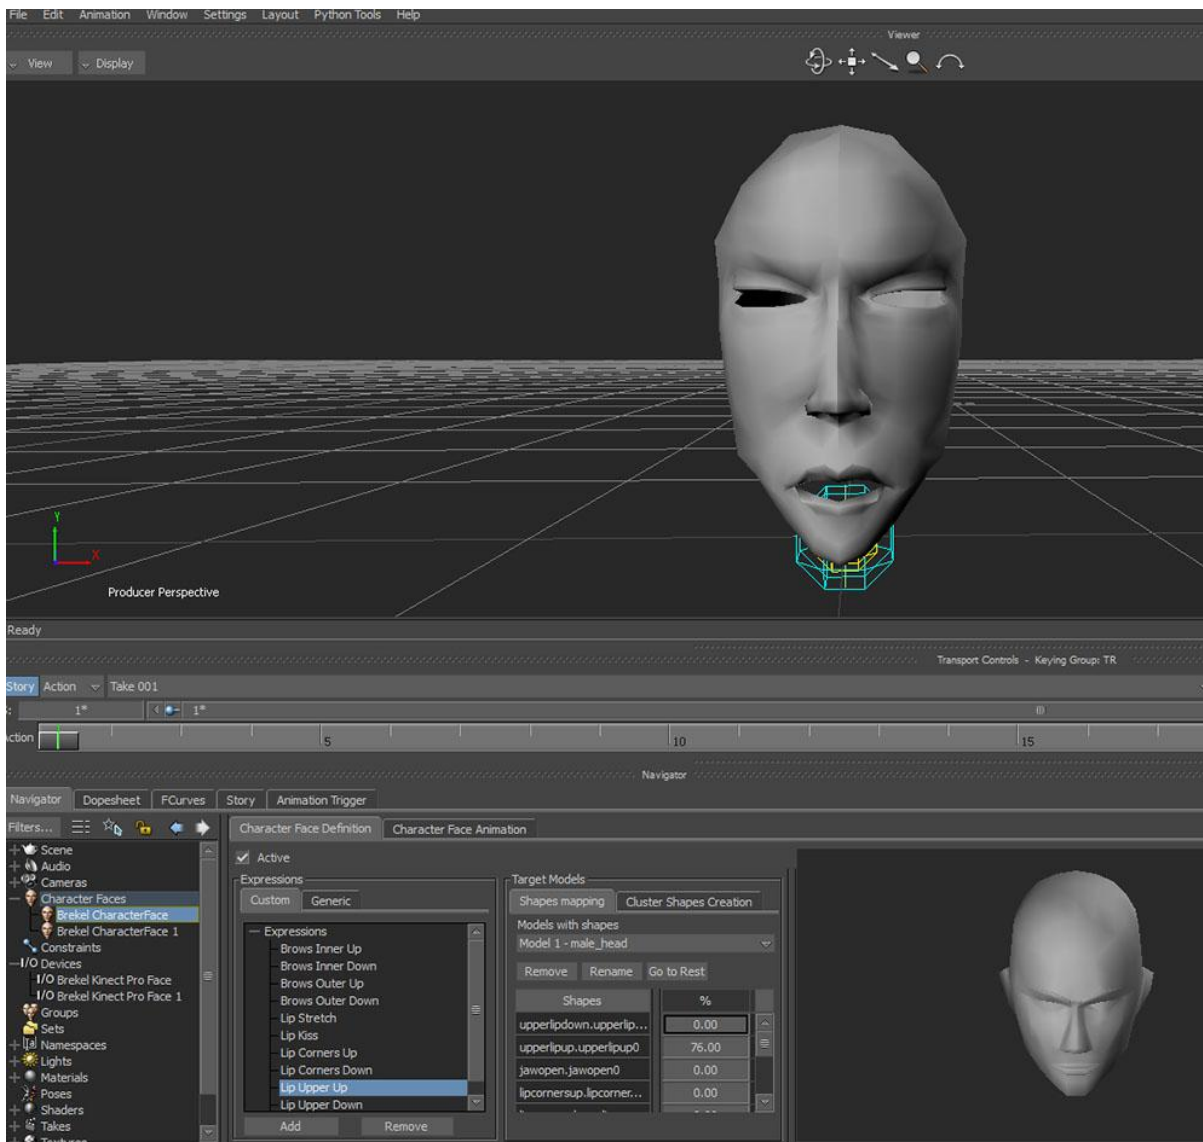 File Edit Animation Window Settings Layout Python Tools Help
Viewer
View Display
Y
X
Producer Perspective
Ready
Transport Controls - Keying Group: TR
Story Action Take 001
S: 1* 1*
Action 5 10 15
Navigator
Navigator Dopesheet FCurves Story Animation Trigger
Filters...
Scene
Audio
Cameras
Character Faces
Brekel CharacterFace
Brekel CharacterFace 1
Constraints
I/O Devices
I/O Brekel Kinect Pro Face
I/O Brekel Kinect Pro Face 1
Groups
Sets
Namespaces
Lights
Materials
Poses
Shaders
Takes
Textures
Character Face Definition Character Face Animation
Active
Expressions
Custom Generic
Expressions
Brows Inner Up
Brows Inner Down
Brows Outer Up
Brows Outer Down
Lip Stretch
Lip Kiss
Lip Corners Up
Lip Corners Down
Lip Upper Up
Lip Upper Down
Add Remove
Target Models
Shapes mapping Cluster Shapes Creation
Models with shapes
Model 1 - male_head
Remove Rename Go to Rest
Shapes %
upperlipdown.upperlip... 0.00
upperlipup.upperlipup0 76.00
jawopen.jawopen0 0.00
lipcornersup.lipcorner... 0.00